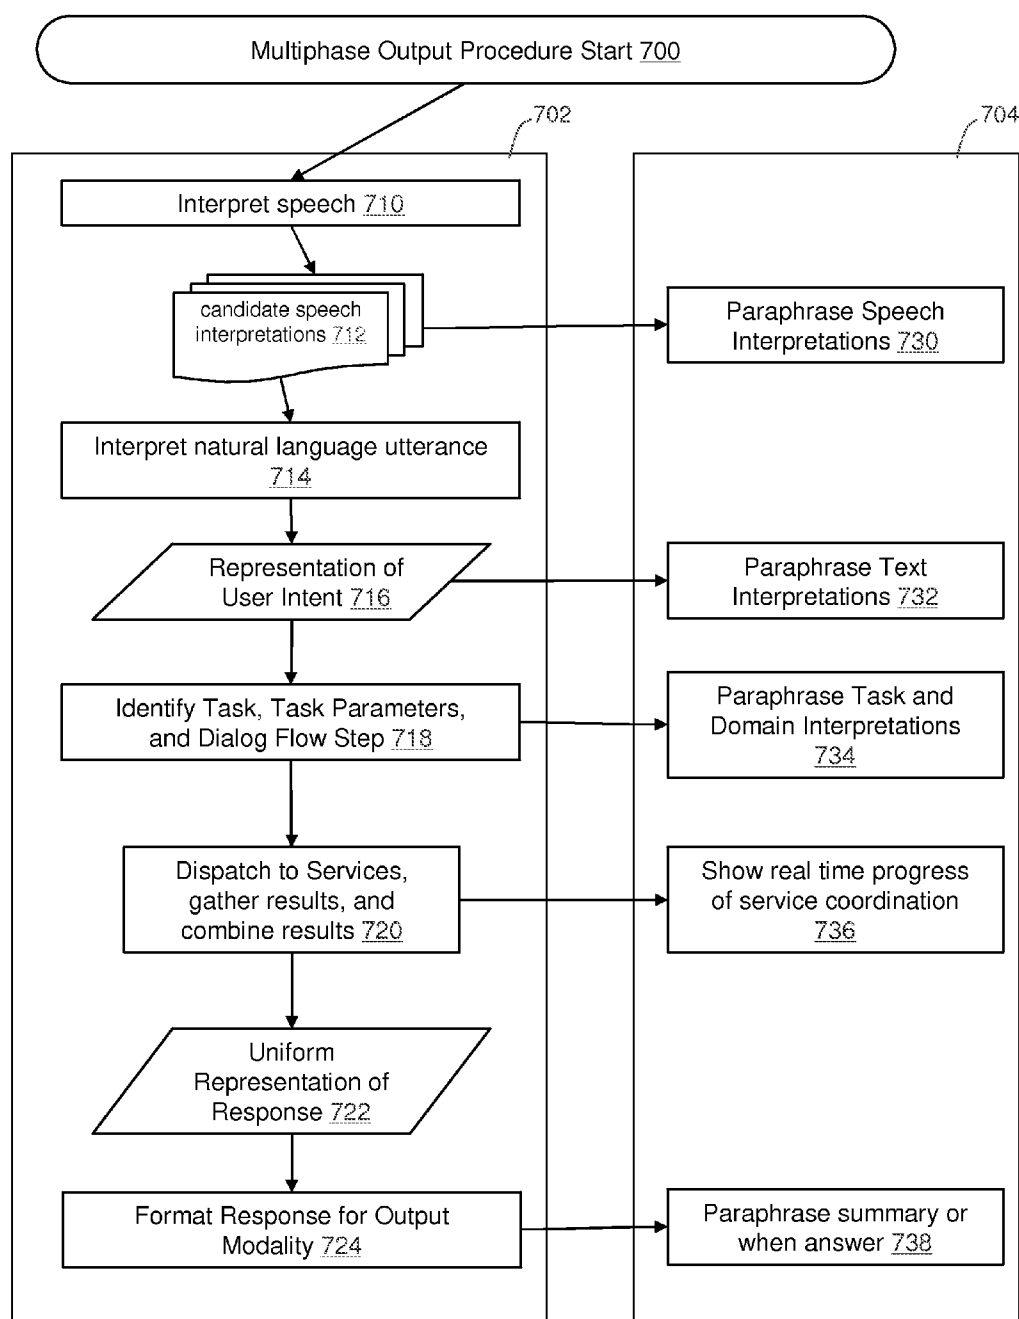 Multiphase Output Procedure Start 700
702
704
Interpret speech 710
candidate speech
interpretations 712
Paraphrase Speech
Interpretations 730
Interpret natural language utterance
714
Representation of
User Intent 716
Paraphrase Text
Interpretations 732
Identify Task, Task Parameters,
and Dialog Flow Step 718
Paraphrase Task and
Domain Interpretations
734
Dispatch to Services,
gather results, and
combine results 720
Show real time progress
of service coordination
736
Uniform
Representation of
Response 722
Format Response for Output
Modality 724
Paraphrase summary or
when answer 738